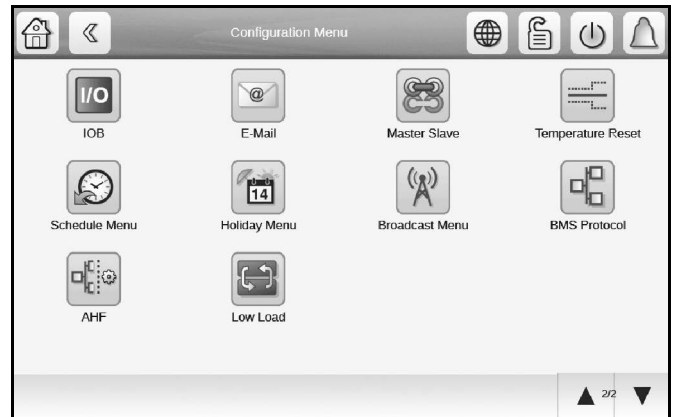 Configuration Menu
I/O
@
IOB
E-Mail
Master Slave
Temperature Reset
14
Schedule Menu
Holiday Menu
Broadcast Menu
BMS Protocol
AHF
Low Load
2/2